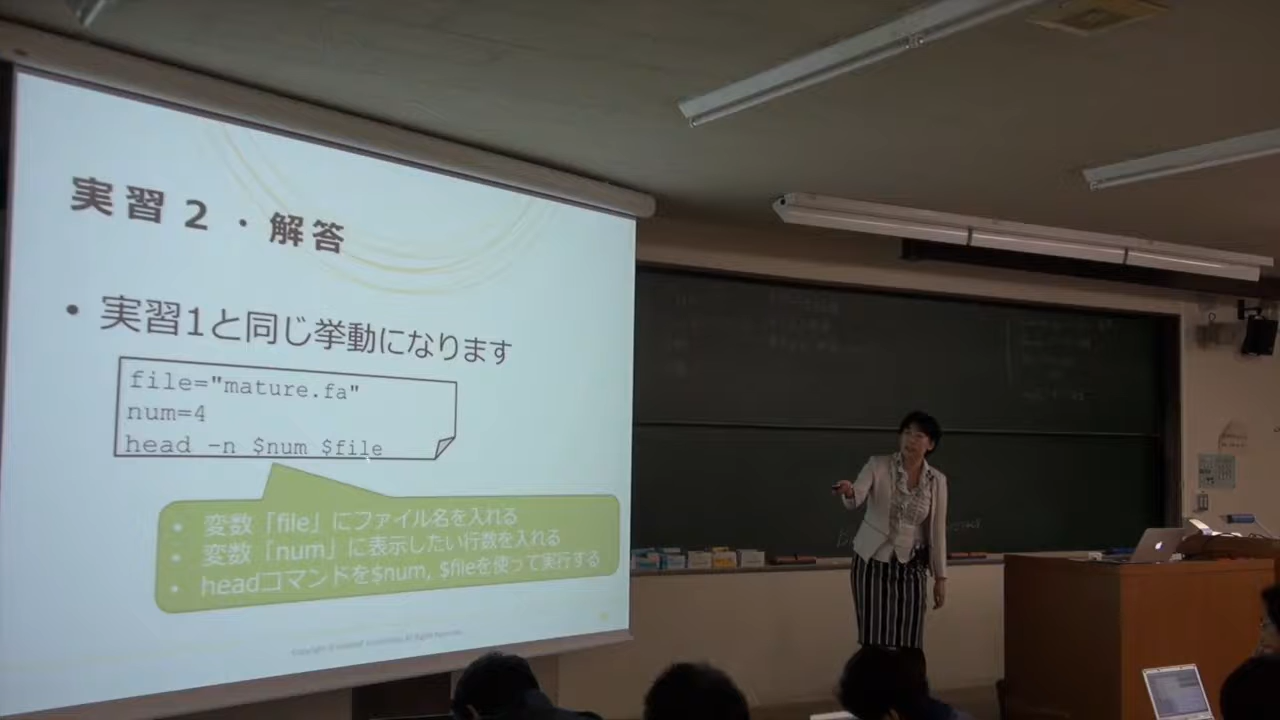 実習２・解答
• 実習1と同じ挙動になります
file="mature.fa"
num=4
head -n $num $file
• 変数「file」にファイル名を入れる
• 変数「num」に表示したい行数を入れる
• headコマンドを$num, $fileを使って実行する